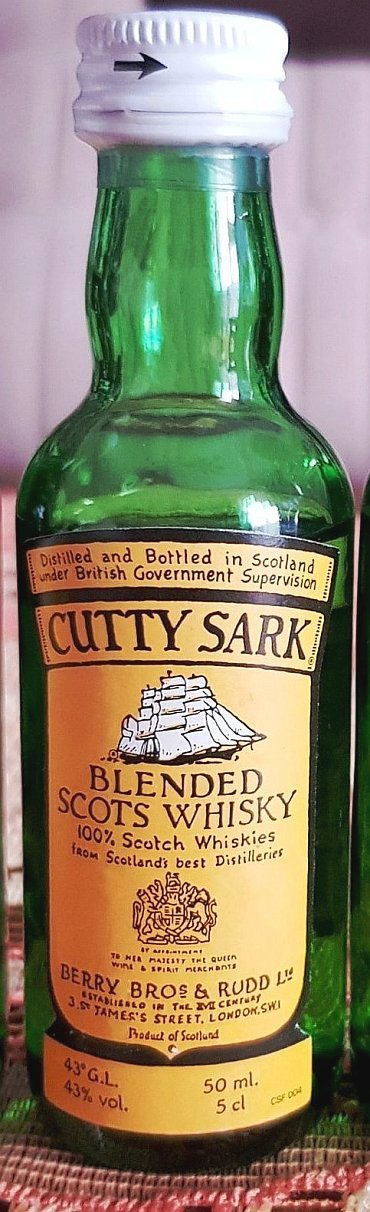 Distilled and Bottled in Scotland
under British Government Supervision
CUTTY SARK
BLENDED
SCOTS WHISKY
100% Scotch Whiskies
from Scotland's best Distilleries
BY APPOINTMENT
TO HER MAJESTY THE QUEEN
WINE & SPIRIT MERCHANTS
BERRY BROS & RUDD LTD
ESTABLISHED IN THE XVII CENTURY
3, ST JAMES'S STREET, LONDON, SW.1
Product of Scotland
43° G.L. 50 ml.
43% vol. 5 cl CSF 004